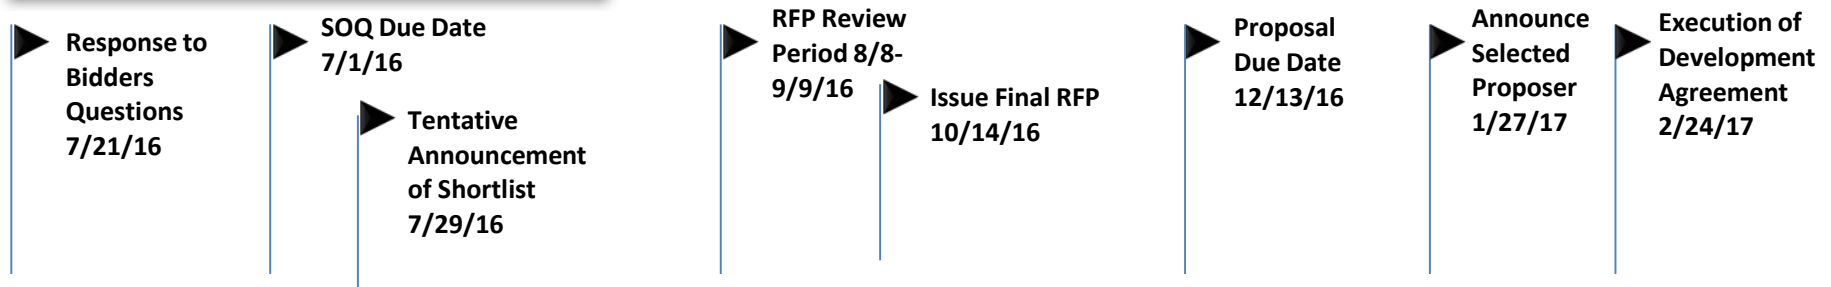 Response to
Bidders
Questions
7/21/16
SOQ Due Date
7/1/16
Tentative
Announcement
of Shortlist
7/29/16
RFP Review
Period 8/8-
9/9/16
Issue Final RFP
10/14/16
Proposal
Due Date
12/13/16
Announce
Selected
Proposer
1/27/17
Execution of
Development
Agreement
2/24/17